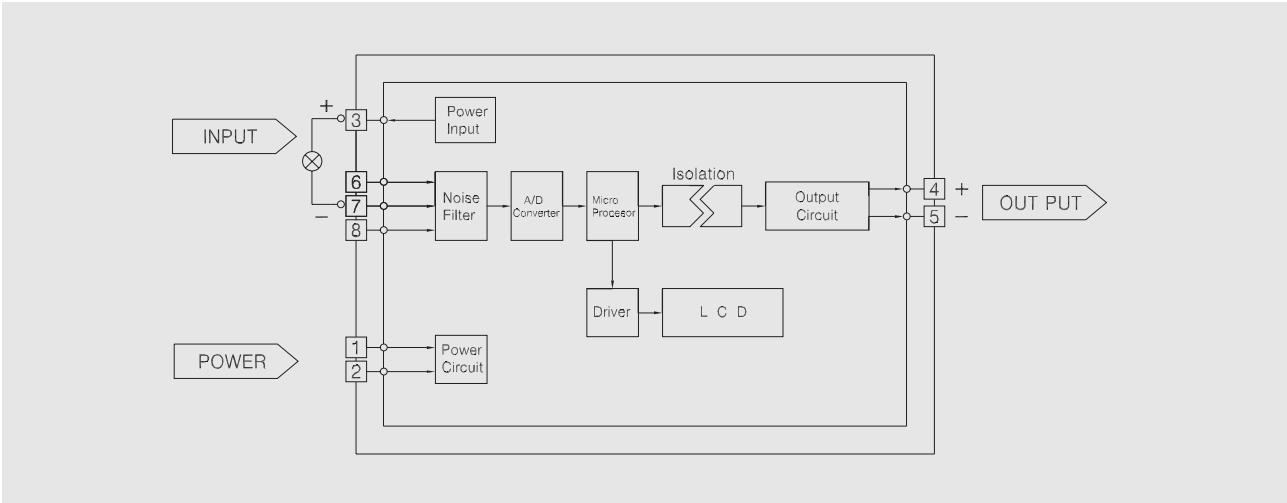 INPUT
+
3
Power
Input
6
7
8
–
Noise
Filter
A/D
Converter
Micro
Procesor
Isolation
Output
Circuit
4
+
5
–
OUT PUT
Driver
L C D
POWER
1
2
Power
Circuit